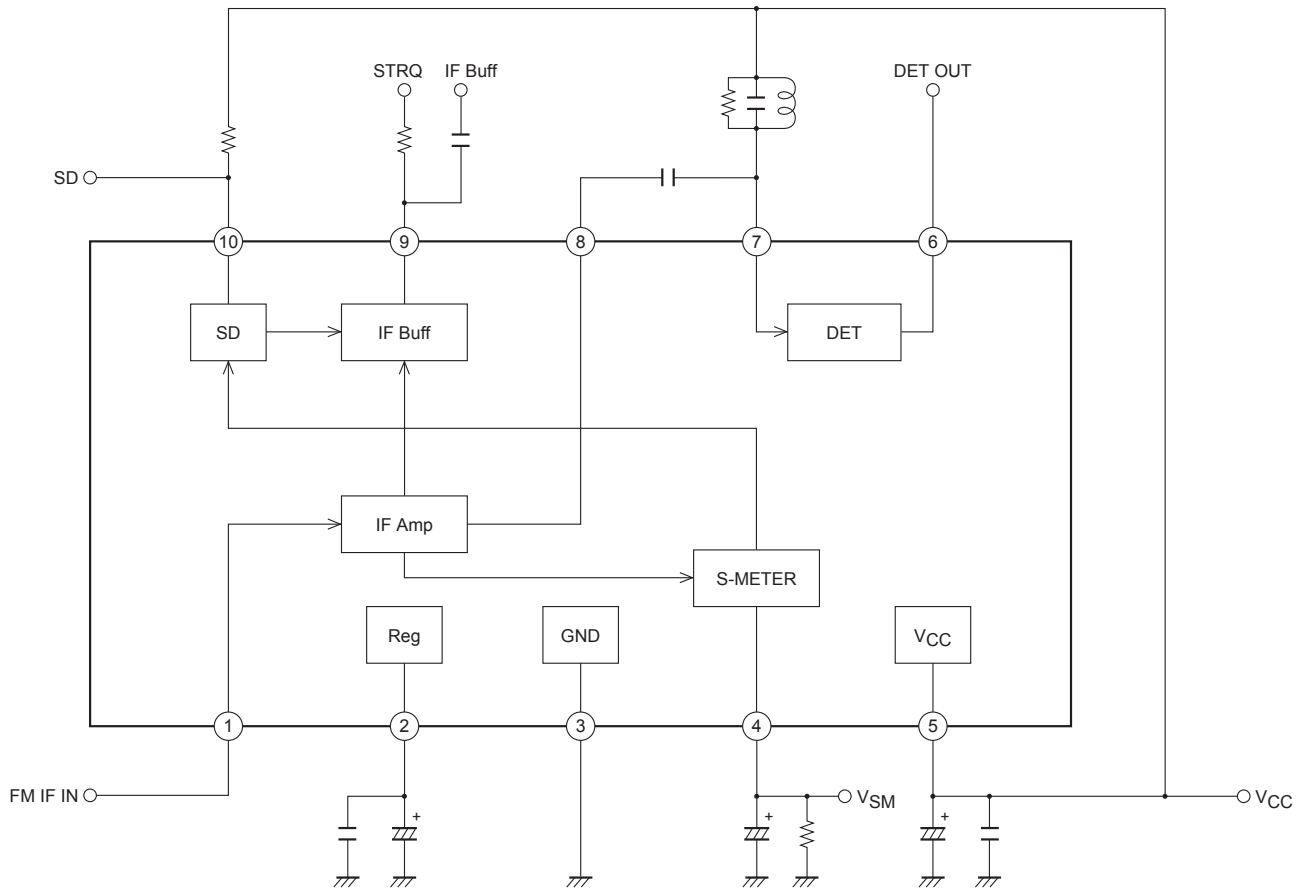 STRQ
IF Buff
DET OUT
SD
10
9
8
7
6
SD
IF Buff
DET
IF Amp
S-METER
Reg
GND
VCC
1
2
3
4
5
FM IF IN
+
+
VSM
+
VCC